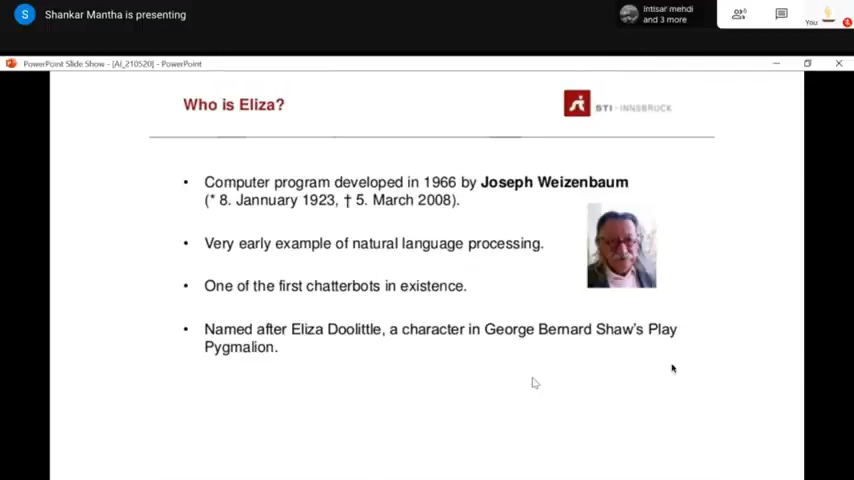 S Shankar Mantha is presenting
Intisar mehdi
and 3 more
You
PowerPoint Slide Show - [AI_210520] - PowerPoint
Who is Eliza?
STI · INNSBRUCK
• Computer program developed in 1966 by Joseph Weizenbaum
(* 8. Jannuary 1923, † 5. March 2008).
• Very early example of natural language processing.
• One of the first chatterbots in existence.
• Named after Eliza Doolittle, a character in George Bernard Shaw's Play
Pygmalion.